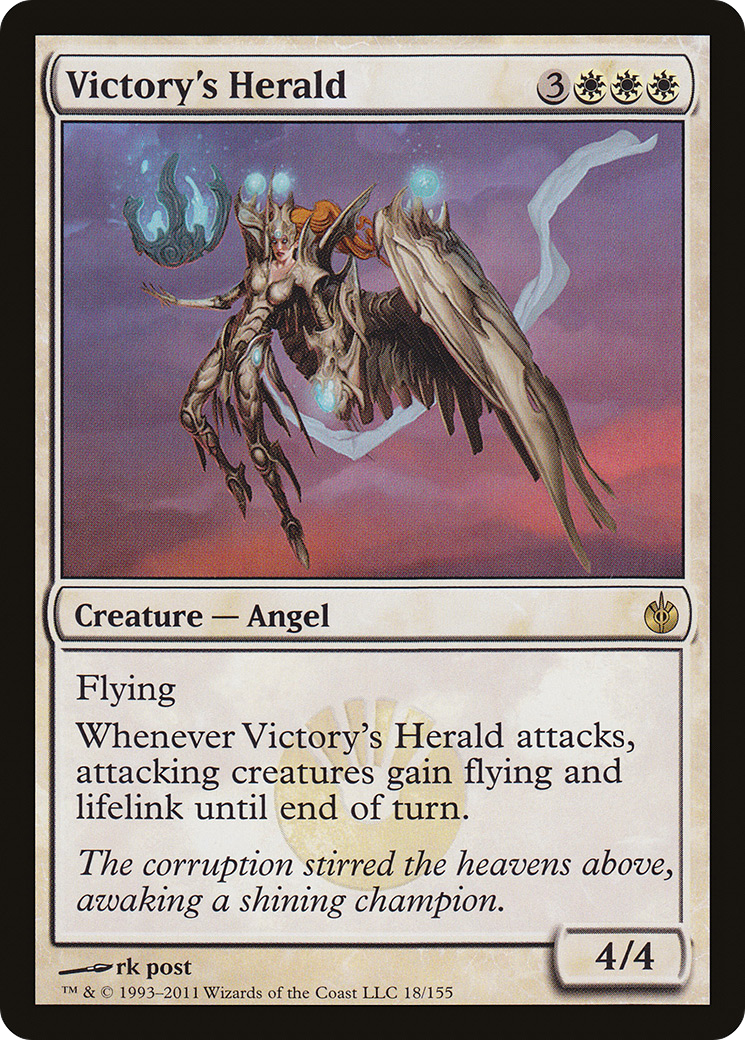 Victory's Herald 3
Creature — Angel
Flying
Whenever Victory's Herald attacks,
attacking creatures gain flying and
lifelink until end of turn.
The corruption stirred the heavens above,
awaking a shining champion.
4/4
rk post
™ & © 1993–2011 Wizards of the Coast LLC 18/155